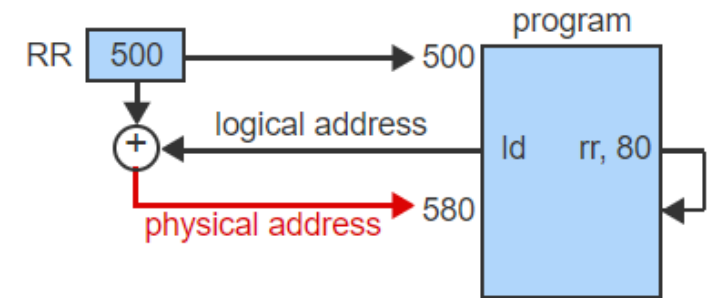 program
RR 500 500
logical address
+
ld rr, 80
physical address 580